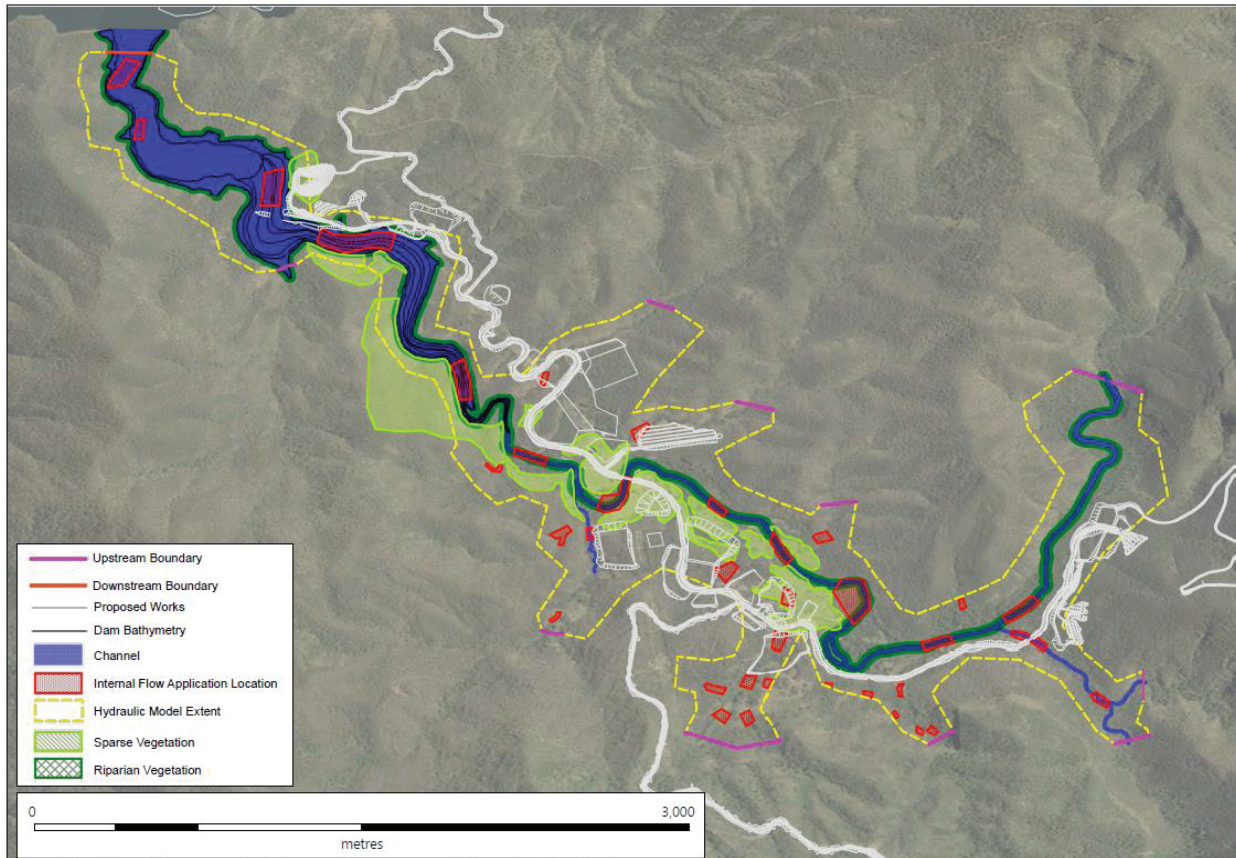 Upstream Boundary
Downstream Boundary
Proposed Works
Dam Bathymetry
Channel
Internal Flow Application Location
Hydraulic Model Extent
Sparse Vegetation
Riparian Vegetation
0 3,000
metres